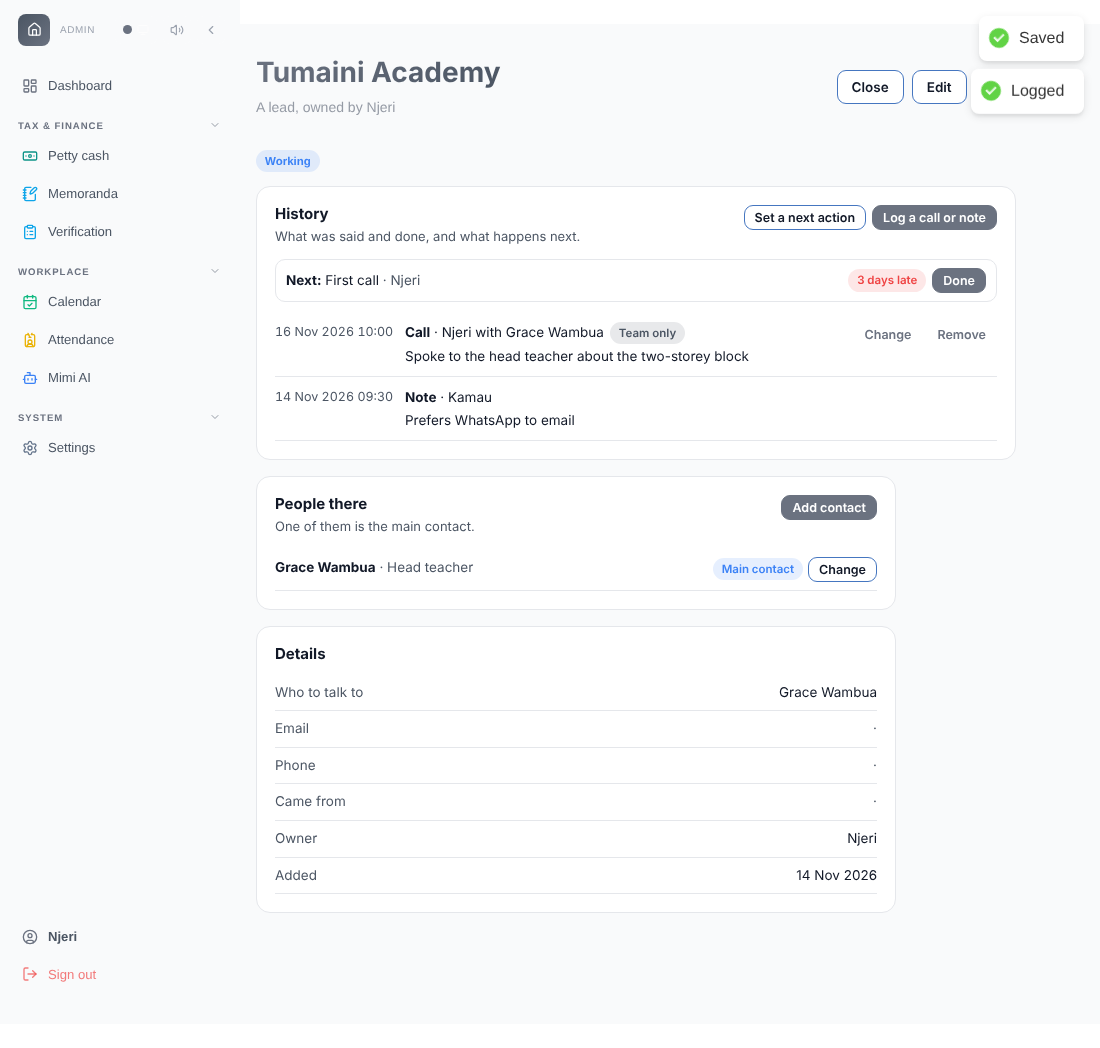 ADMIN
Dashboard
TAX & FINANCE
Petty cash
Memoranda
Verification
WORKPLACE
Calendar
Attendance
Mimi AI
SYSTEM
Settings
Njeri
Sign out
Saved
Logged
Tumaini Academy
A lead, owned by Njeri
Close
Edit
Working
History
What was said and done, and what happens next.
Set a next action
Log a call or note
Next: First call · Njeri
3 days late
Done
16 Nov 2026 10:00
Call · Njeri with Grace Wambua
Team only
Change
Remove
Spoke to the head teacher about the two-storey block
14 Nov 2026 09:30
Note · Kamau
Prefers WhatsApp to email
People there
One of them is the main contact.
Add contact
Grace Wambua · Head teacher
Main contact
Change
Details
Who to talk to
Grace Wambua
Email
·
Phone
·
Came from
·
Owner
Njeri
Added
14 Nov 2026